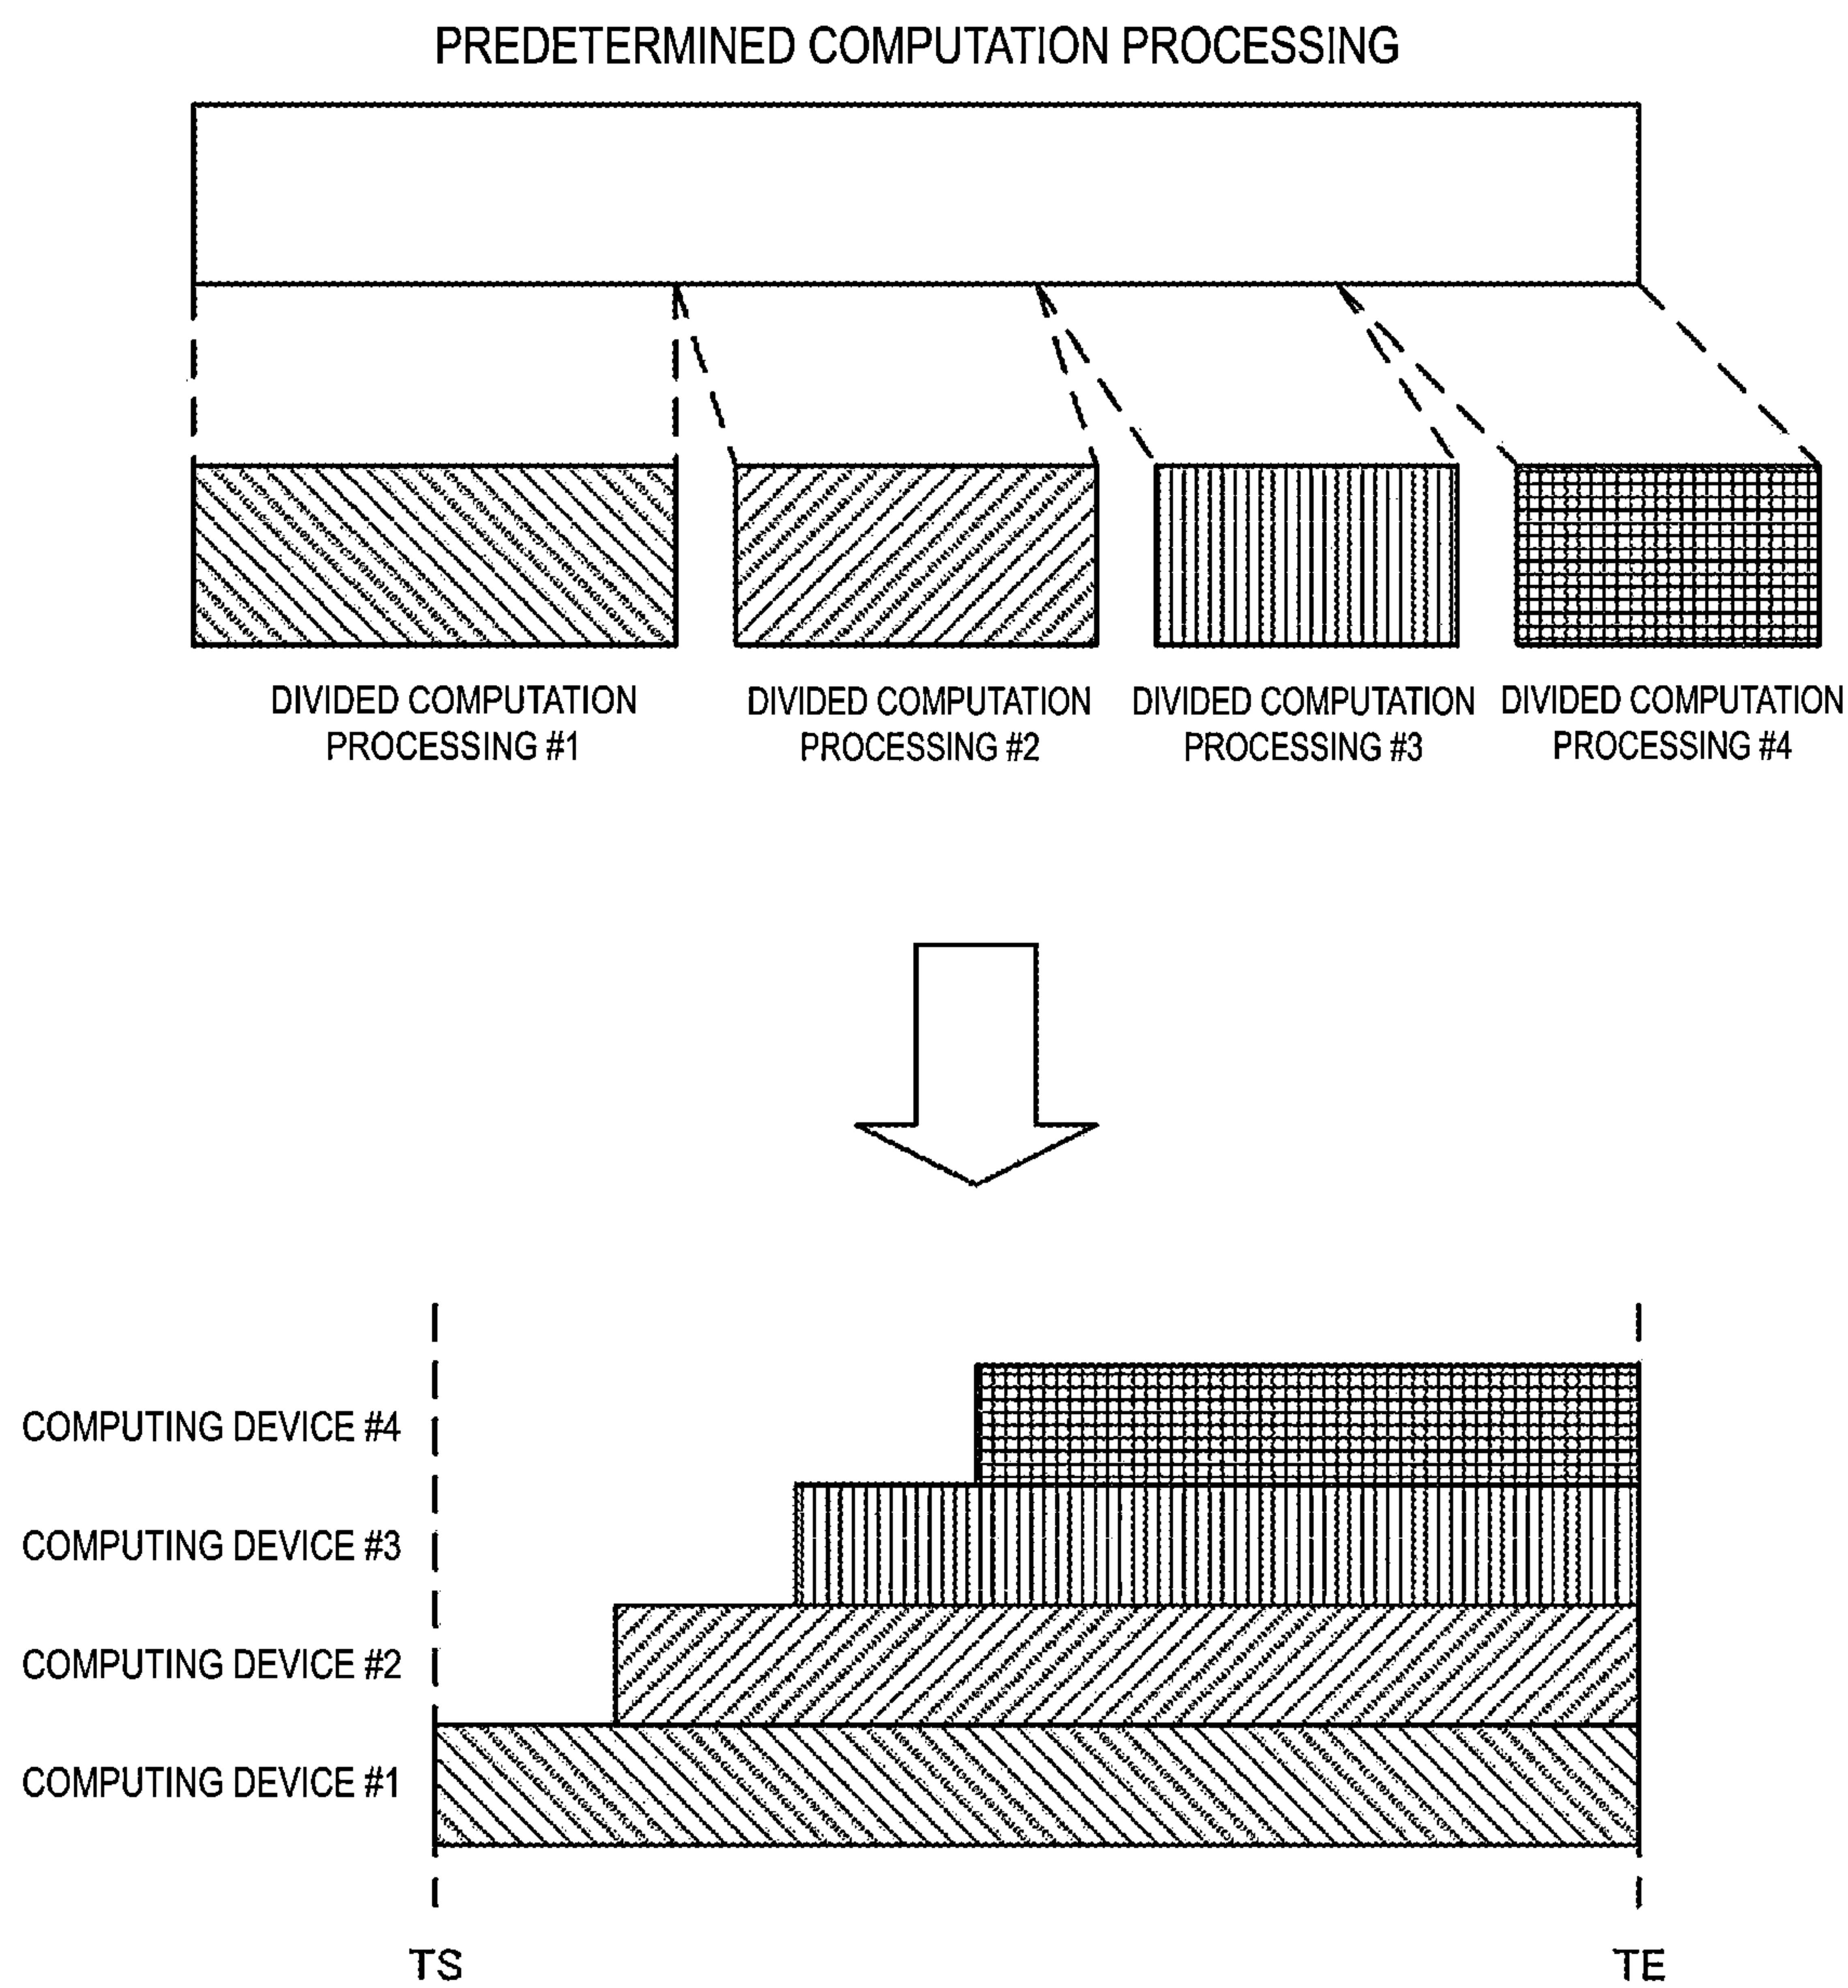 PREDETERMINED COMPUTATION PROCESSING
DIVIDED COMPUTATION
PROCESSING #1
DIVIDED COMPUTATION
PROCESSING #2
DIVIDED COMPUTATION
PROCESSING #3
DIVIDED COMPUTATION
PROCESSING #4
COMPUTING DEVICE #4
COMPUTING DEVICE #3
COMPUTING DEVICE #2
COMPUTING DEVICE #1
TS
TE